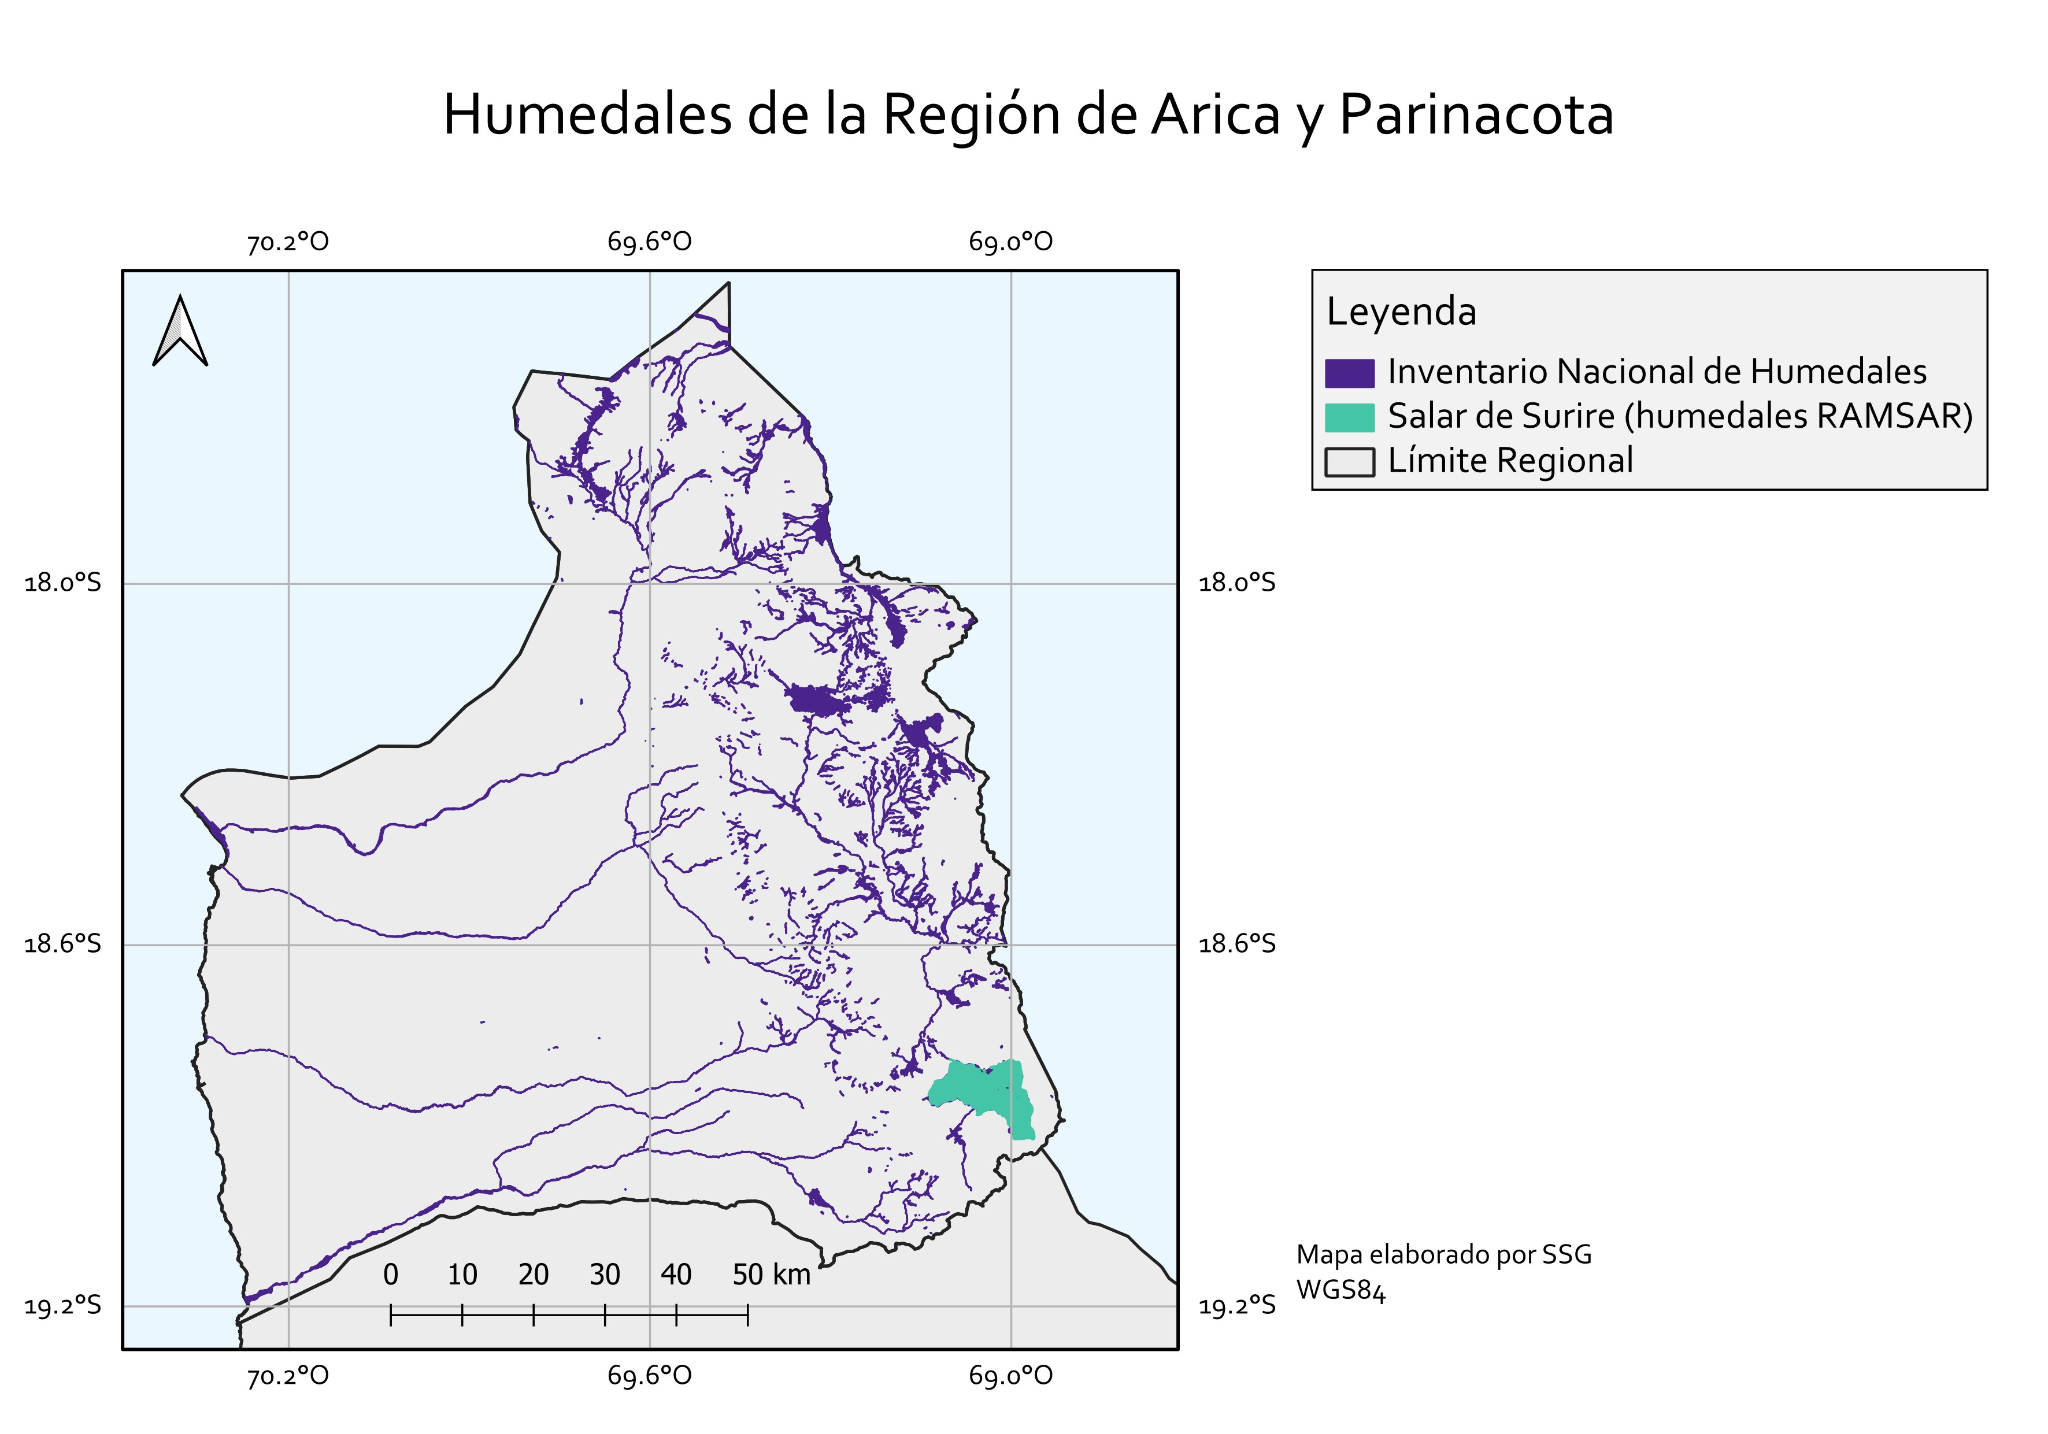 Humedales de la Región de Arica y Parinacota
70.2°O 69.6°O 69.0°O
Leyenda
Inventario Nacional de Humedales
Salar de Surire (humedales RAMSAR)
Límite Regional
18.0°S 18.0°S
18.6°S 18.6°S
Mapa elaborado por SSG
WGS84
0 10 20 30 40 50 km
19.2°S 19.2°S
70.2°O 69.6°O 69.0°O